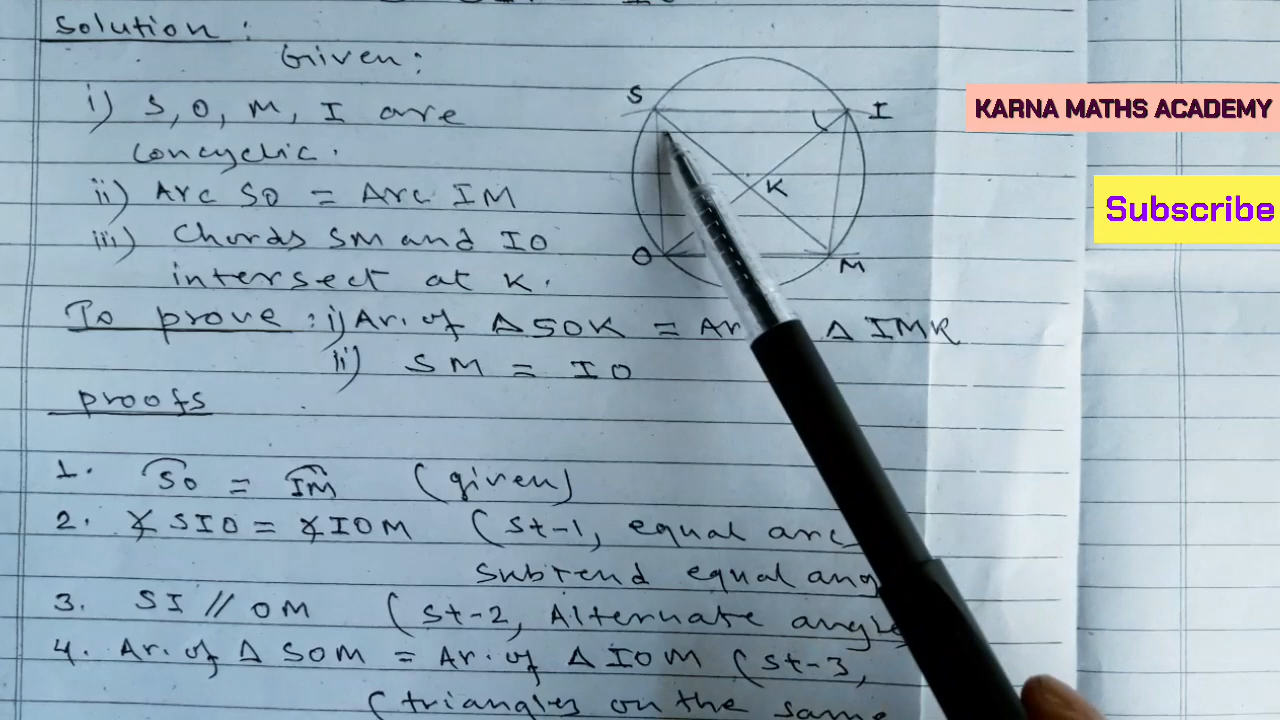 Solution:
Given:
i) S, O, M, I are
concyclic.
ii) Arc SO = Arc IM
iii) Chords SM and IO
intersect at K.
S
I
K
O
M
KARNA MATHS ACADEMY
Subscribe
To prove: i) Ar. of Δ SOK = Ar Δ IMK
ii) SM = IO
proofs
1. S͡O = I͡M (given)
2. ∡SIO = ∡IOM (St-1, equal arc
subtend equal ang
3. SI // OM (St-2, Alternate angle
4. Ar. of Δ SOM = Ar. of Δ IOM (St-3,
(triangles on the same